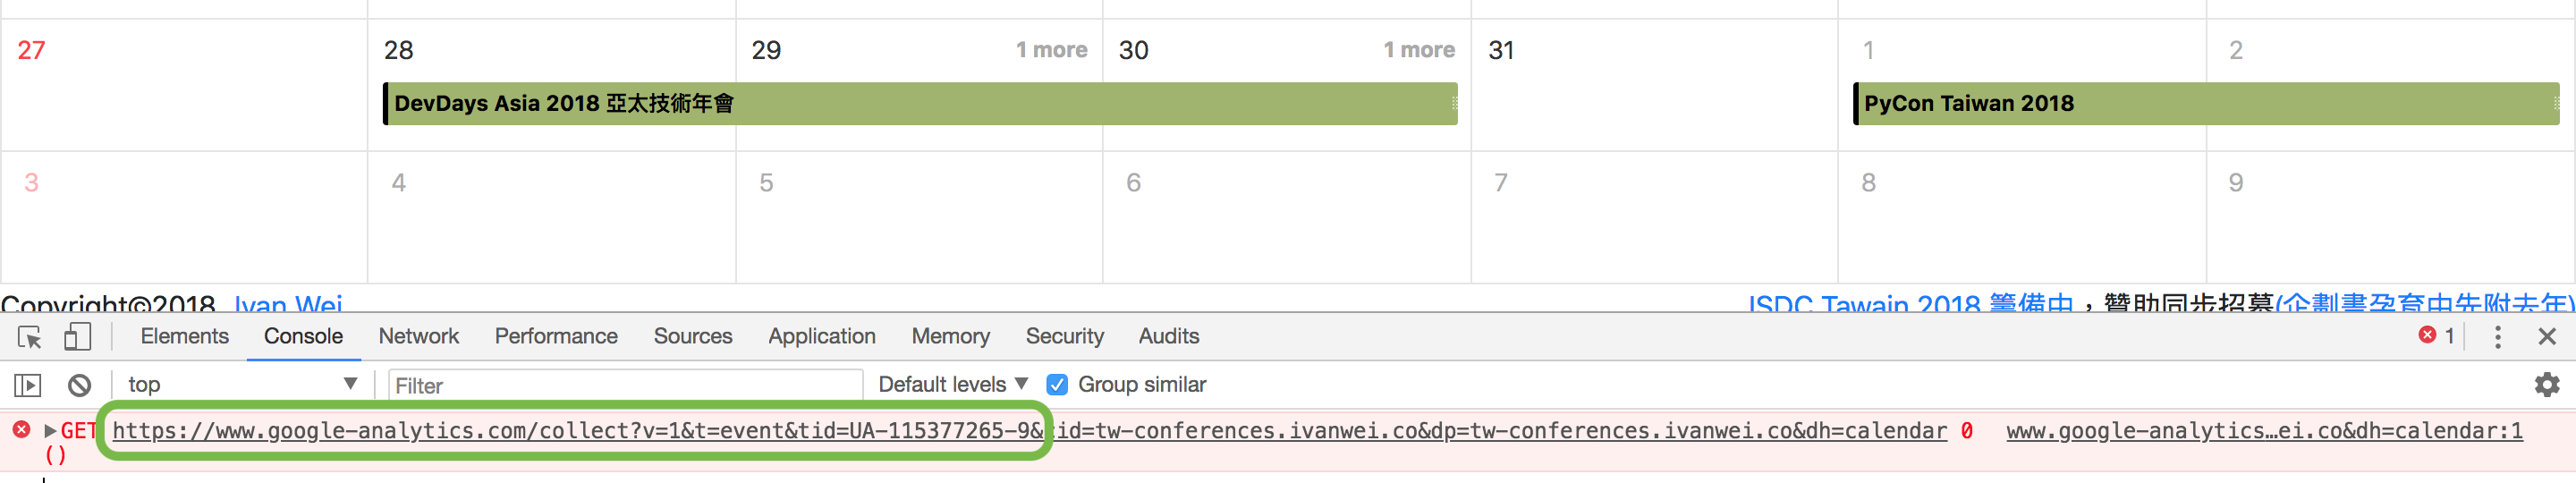 27 28 29 1 more 30 1 more 31 1 2
DevDays Asia 2018 亞太技術年會 PyCon Taiwan 2018
3 4 5 6 7 8 9
Copyright©2018 Ivan Wei JSDC Tawain 2018 籌備中，贊助同步招募(企劃書孕育中先附去年)
Elements Console Network Performance Sources Application Memory Security Audits 1
top Filter Default levels Group similar
GET https://www.google-analytics.com/collect?v=1&t=event&tid=UA-115377265-9&cid=tw-conferences.ivanwei.co&dp=tw-conferences.ivanwei.co&dh=calendar 0 www.google-analytics…ei.co&dh=calendar:1
()